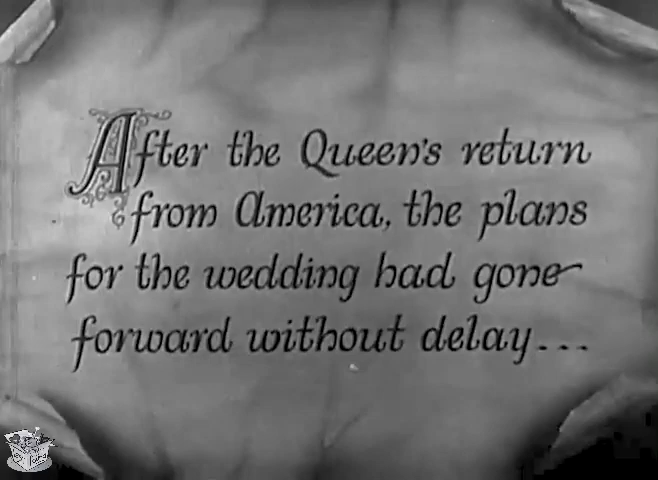 After the Queen's return
from America, the plans
for the wedding had gone
forward without delay...